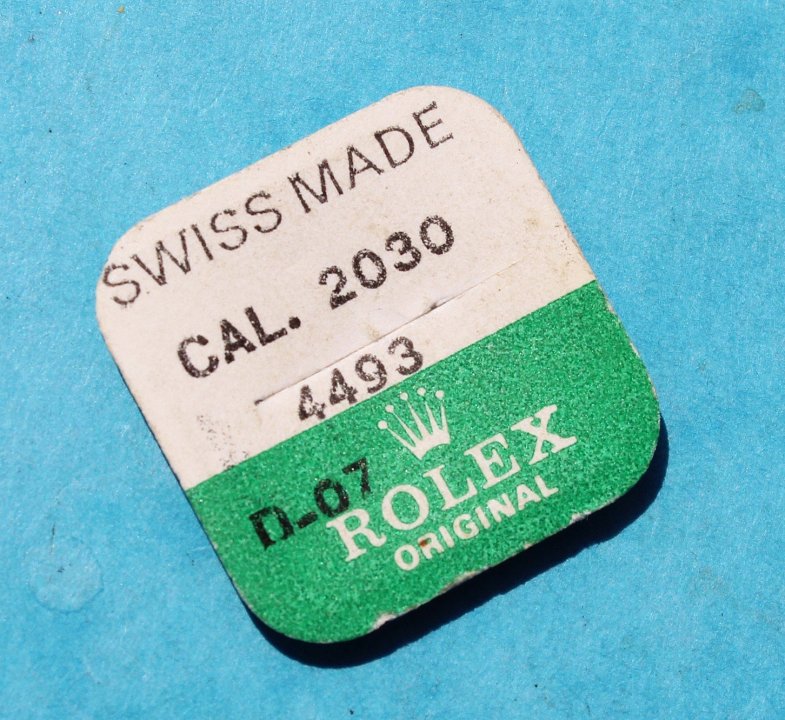 SWISS MADE
CAL. 2030
4493
D-07
ROLEX
ORIGINAL